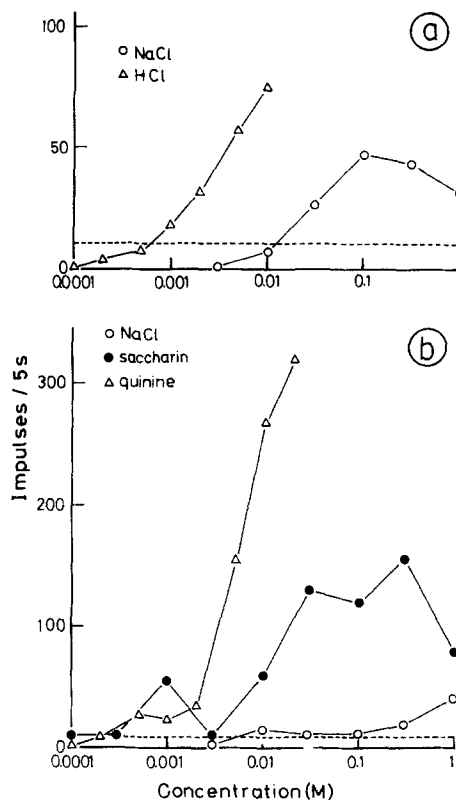 100
50
0
a
NaCl
HCl
0.0001
0.001
0.01
0.1
Impulses / 5s
300
200
100
0
b
NaCl
saccharin
quinine
0.0001
0.001
0.01
0.1
1
Concentration (M)